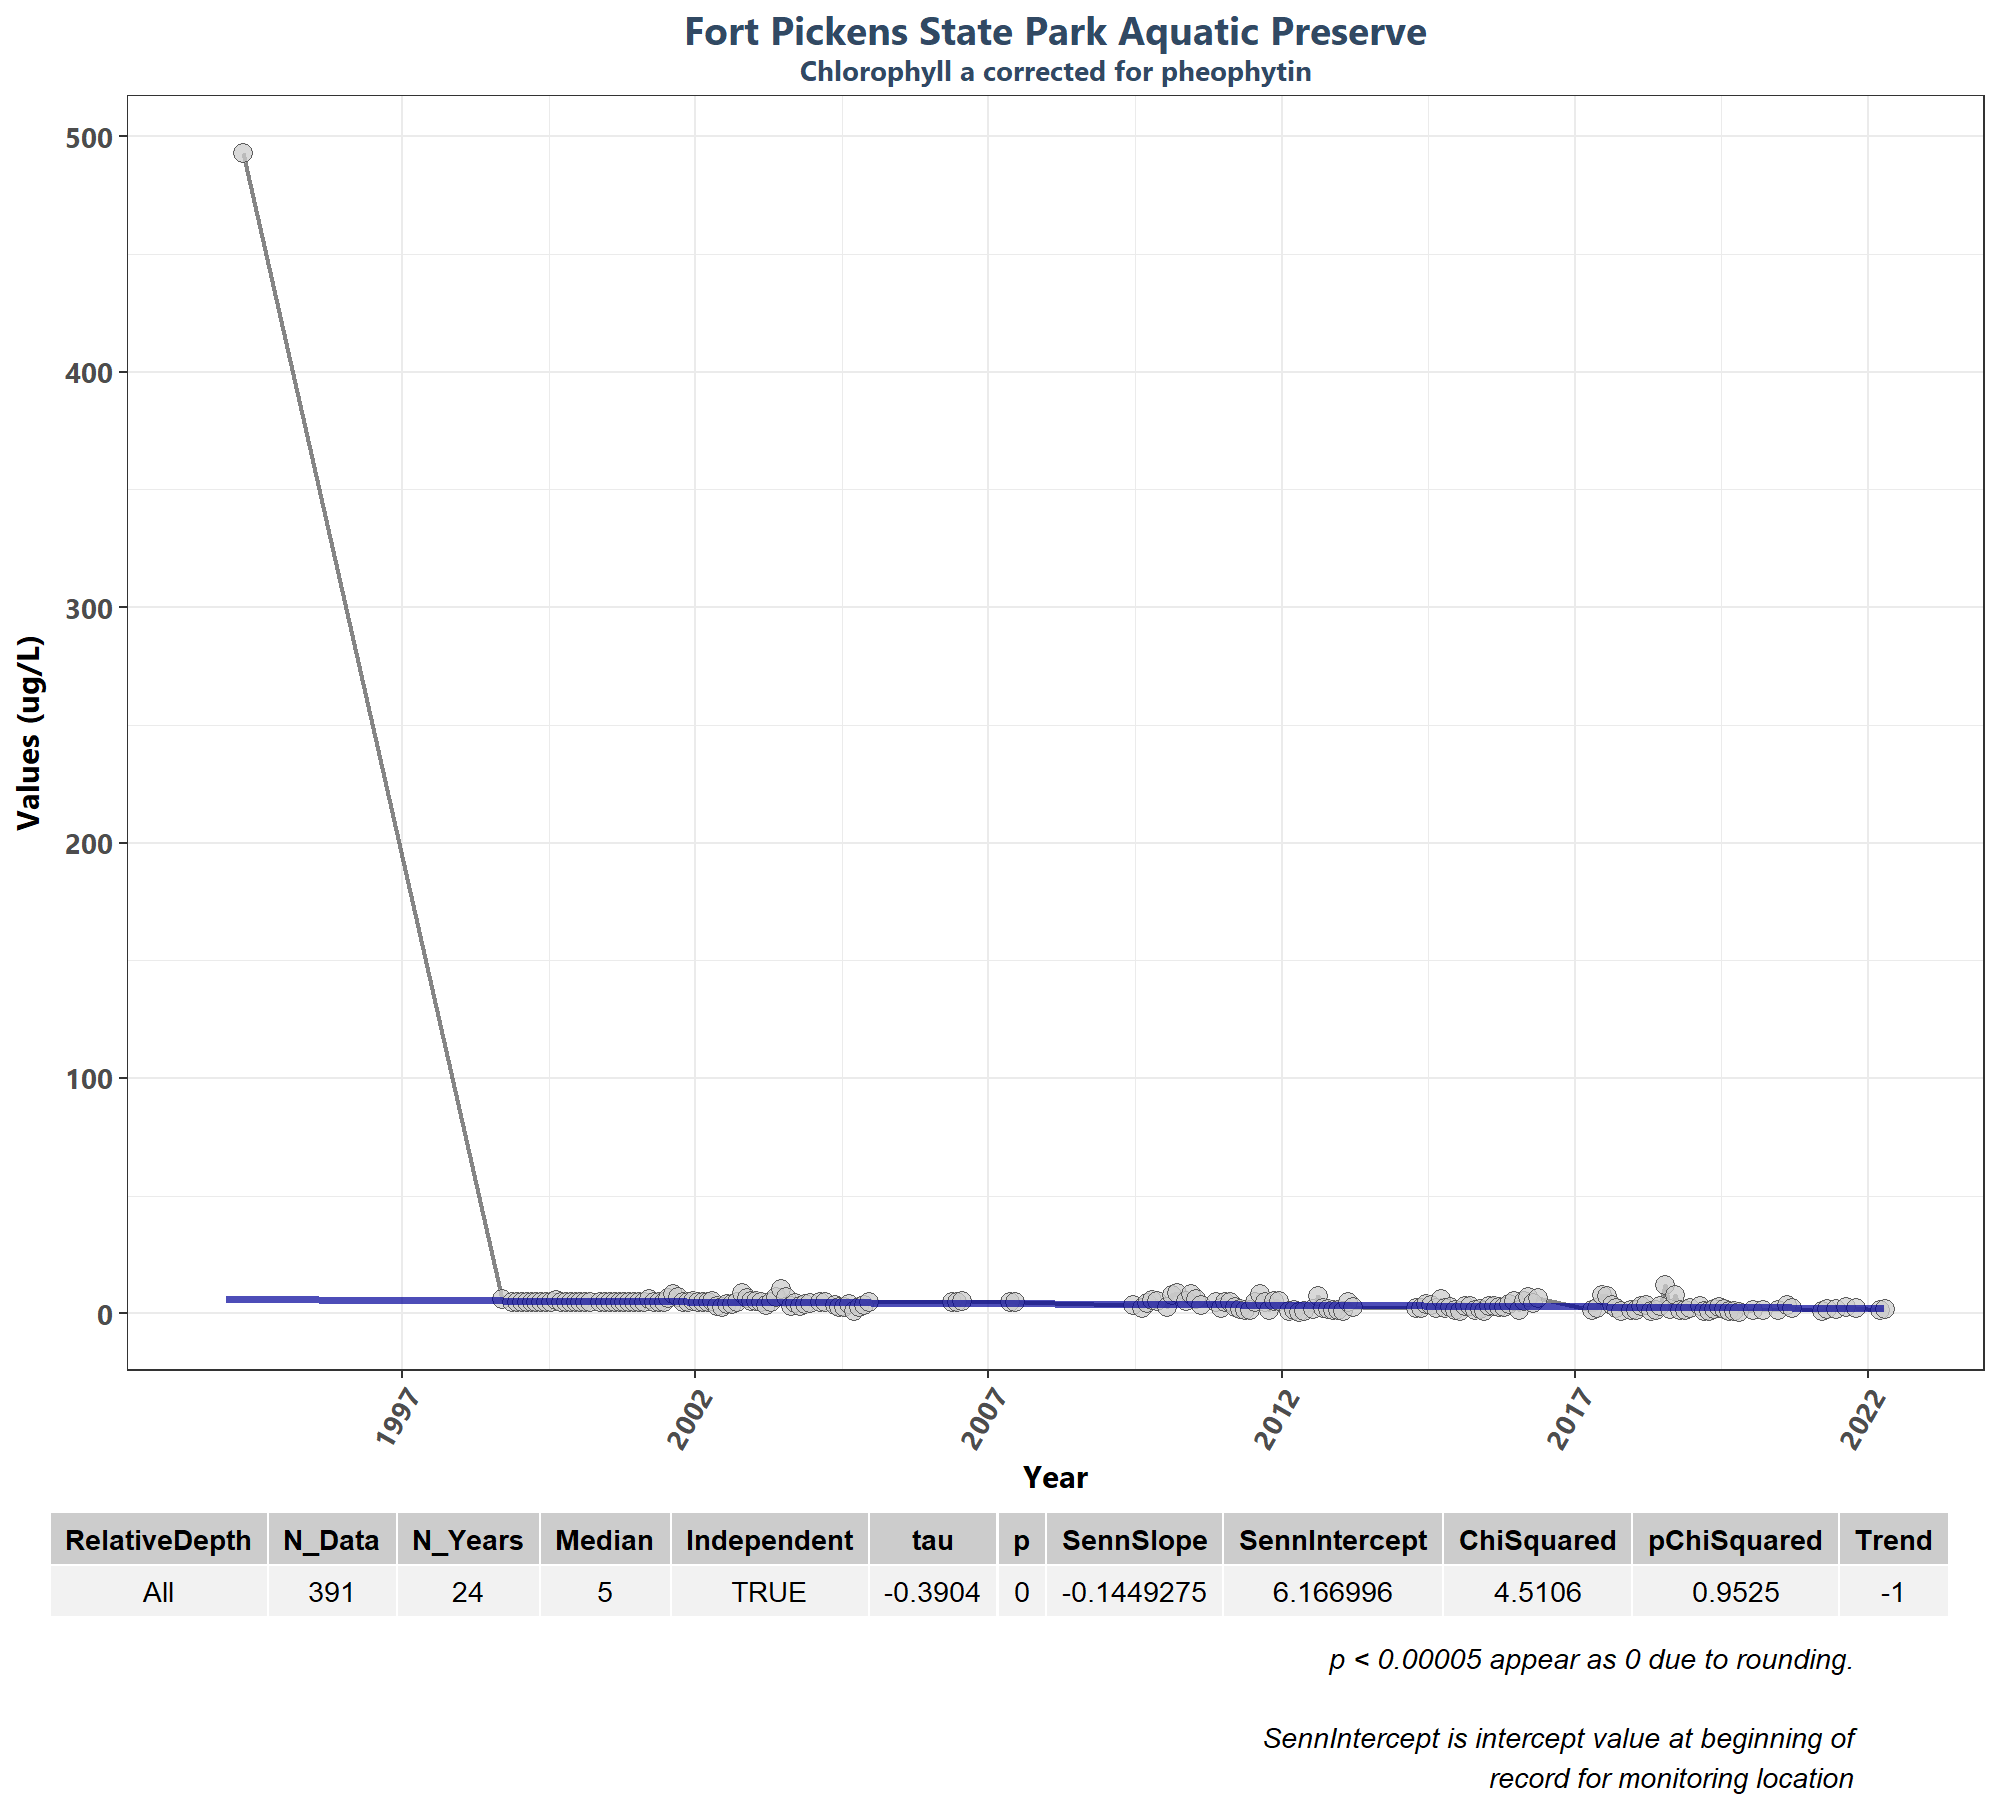 Fort Pickens State Park Aquatic Preserve
Chlorophyll a corrected for pheophytin
Values (ug/L)
500
400
300
200
100
0
1997 2002 2007 2012 2017 2022
Year
RelativeDepth N_Data N_Years Median Independent tau p SennSlope SennIntercept ChiSquared pChiSquared Trend
All 391 24 5 TRUE -0.3904 0 -0.1449275 6.166996 4.5106 0.9525 -1
p < 0.00005 appear as 0 due to rounding.
SennIntercept is intercept value at beginning of
record for monitoring location